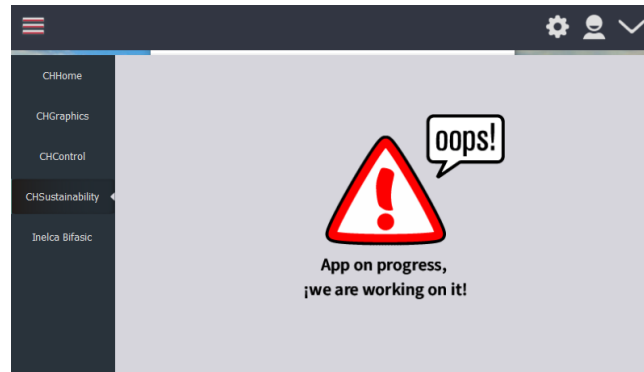 CHHome
CHGraphics
CHControl
CHSustainability
Inelca Bifasic
oops!
App on progress,
¡we are working on it!